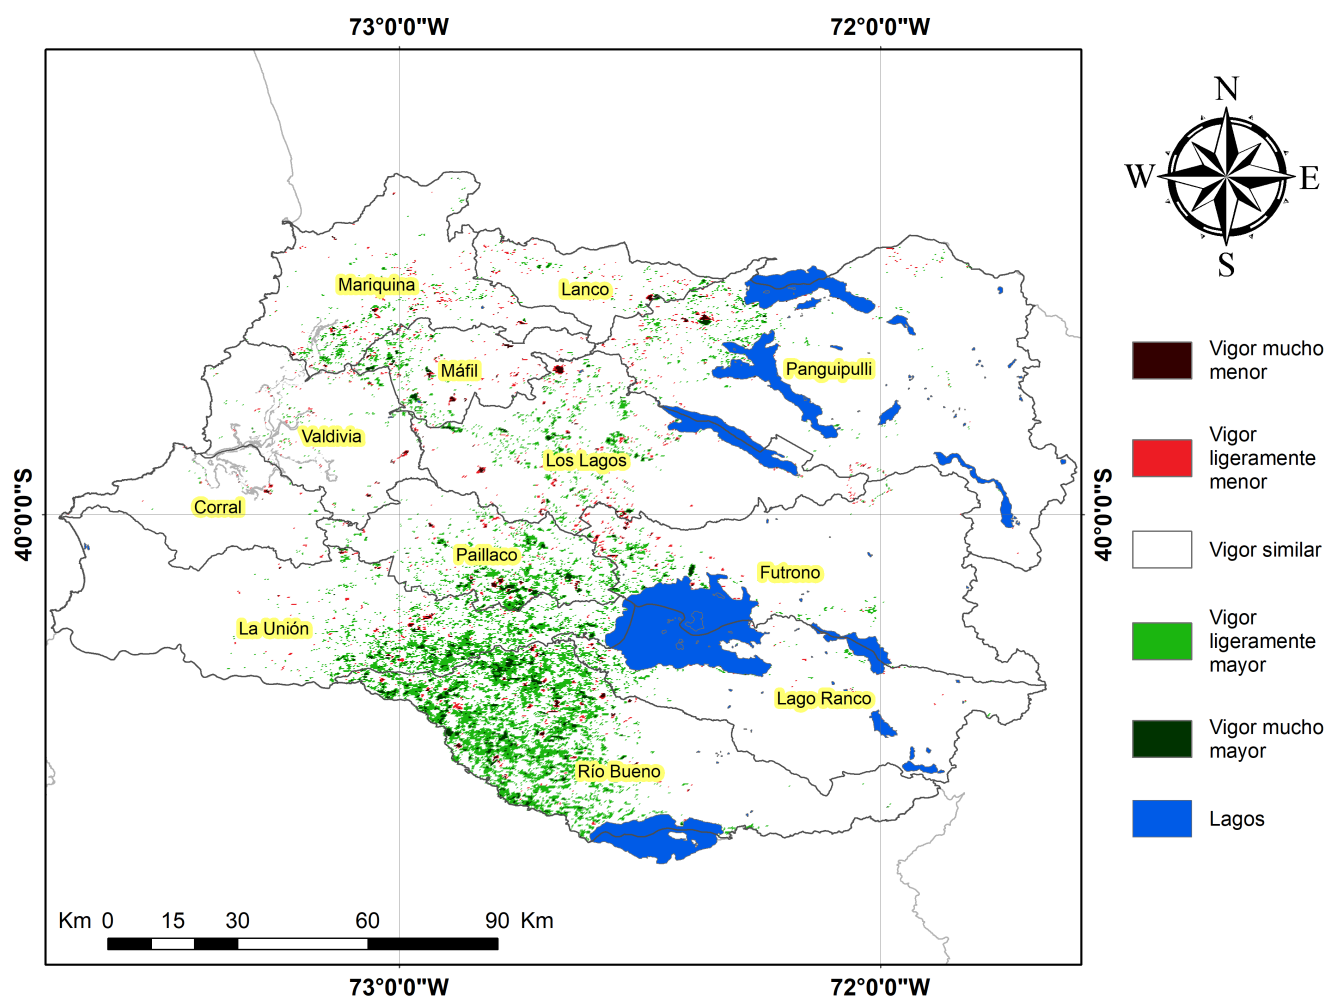 73°0'0"W
72°0'0"W
N
W
E
S
Mariquina
Lanco
Máfil
Panguipulli
Valdivia
Los Lagos
Corral
40°0'0"S
40°0'0"S
Paillaco
Futrono
La Unión
Lago Ranco
Río Bueno
Vigor mucho
menor
Vigor
ligeramente
menor
Vigor similar
Vigor
ligeramente
mayor
Vigor mucho
mayor
Lagos
Km 0 15 30 60 90 Km
73°0'0"W
72°0'0"W